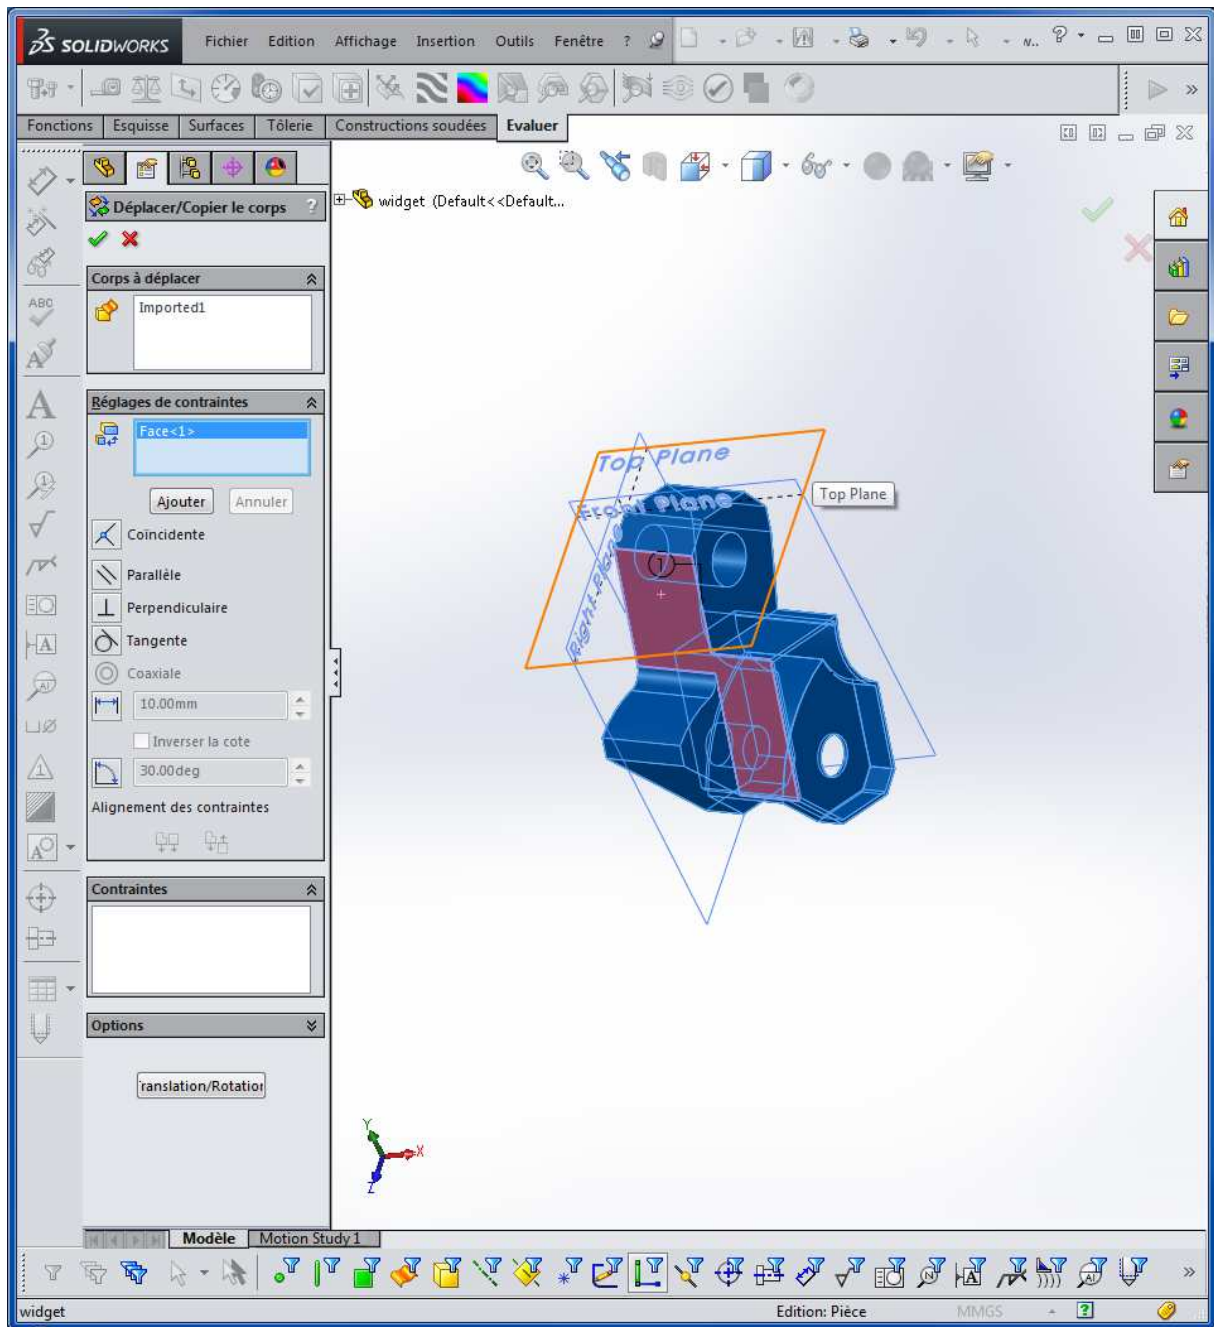 SOLIDWORKS Fichier Edition Affichage Insertion Outils Fenêtre ? N..
Fonctions Esquisse Surfaces Tôlerie Constructions soudées Evaluer
widget (Default<<Default...
Déplacer/Copier le corps ?
Corps à déplacer
Imported1
Réglages de contraintes
Face<1>
Ajouter Annuler
Coïncidente
Parallèle
Perpendiculaire
Tangente
Coaxiale
10.00mm
Inverser la cote
30.00deg
Alignement des contraintes
Contraintes
Options
Translation/Rotation
Top Plane
Front Plane
Right Plane
Top Plane
1
Y
X
Z
Modèle Motion Study 1
widget Edition: Pièce MMGS